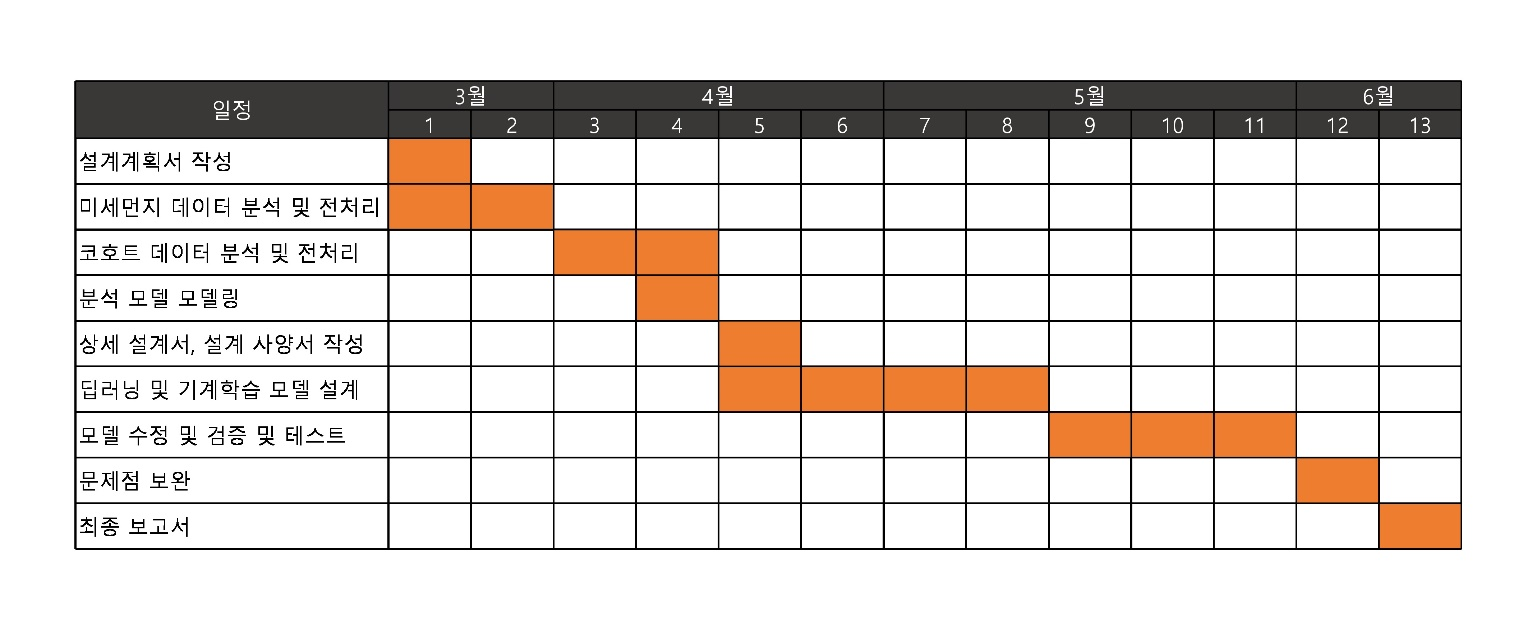 일정
3월 4월 5월 6월
1 2 3 4 5 6 7 8 9 10 11 12 13
설계계획서 작성
미세먼지 데이터 분석 및 전처리
코호트 데이터 분석 및 전처리
분석 모델 모델링
상세 설계서, 설계 사양서 작성
딥러닝 및 기계학습 모델 설계
모델 수정 및 검증 및 테스트
문제점 보완
최종 보고서